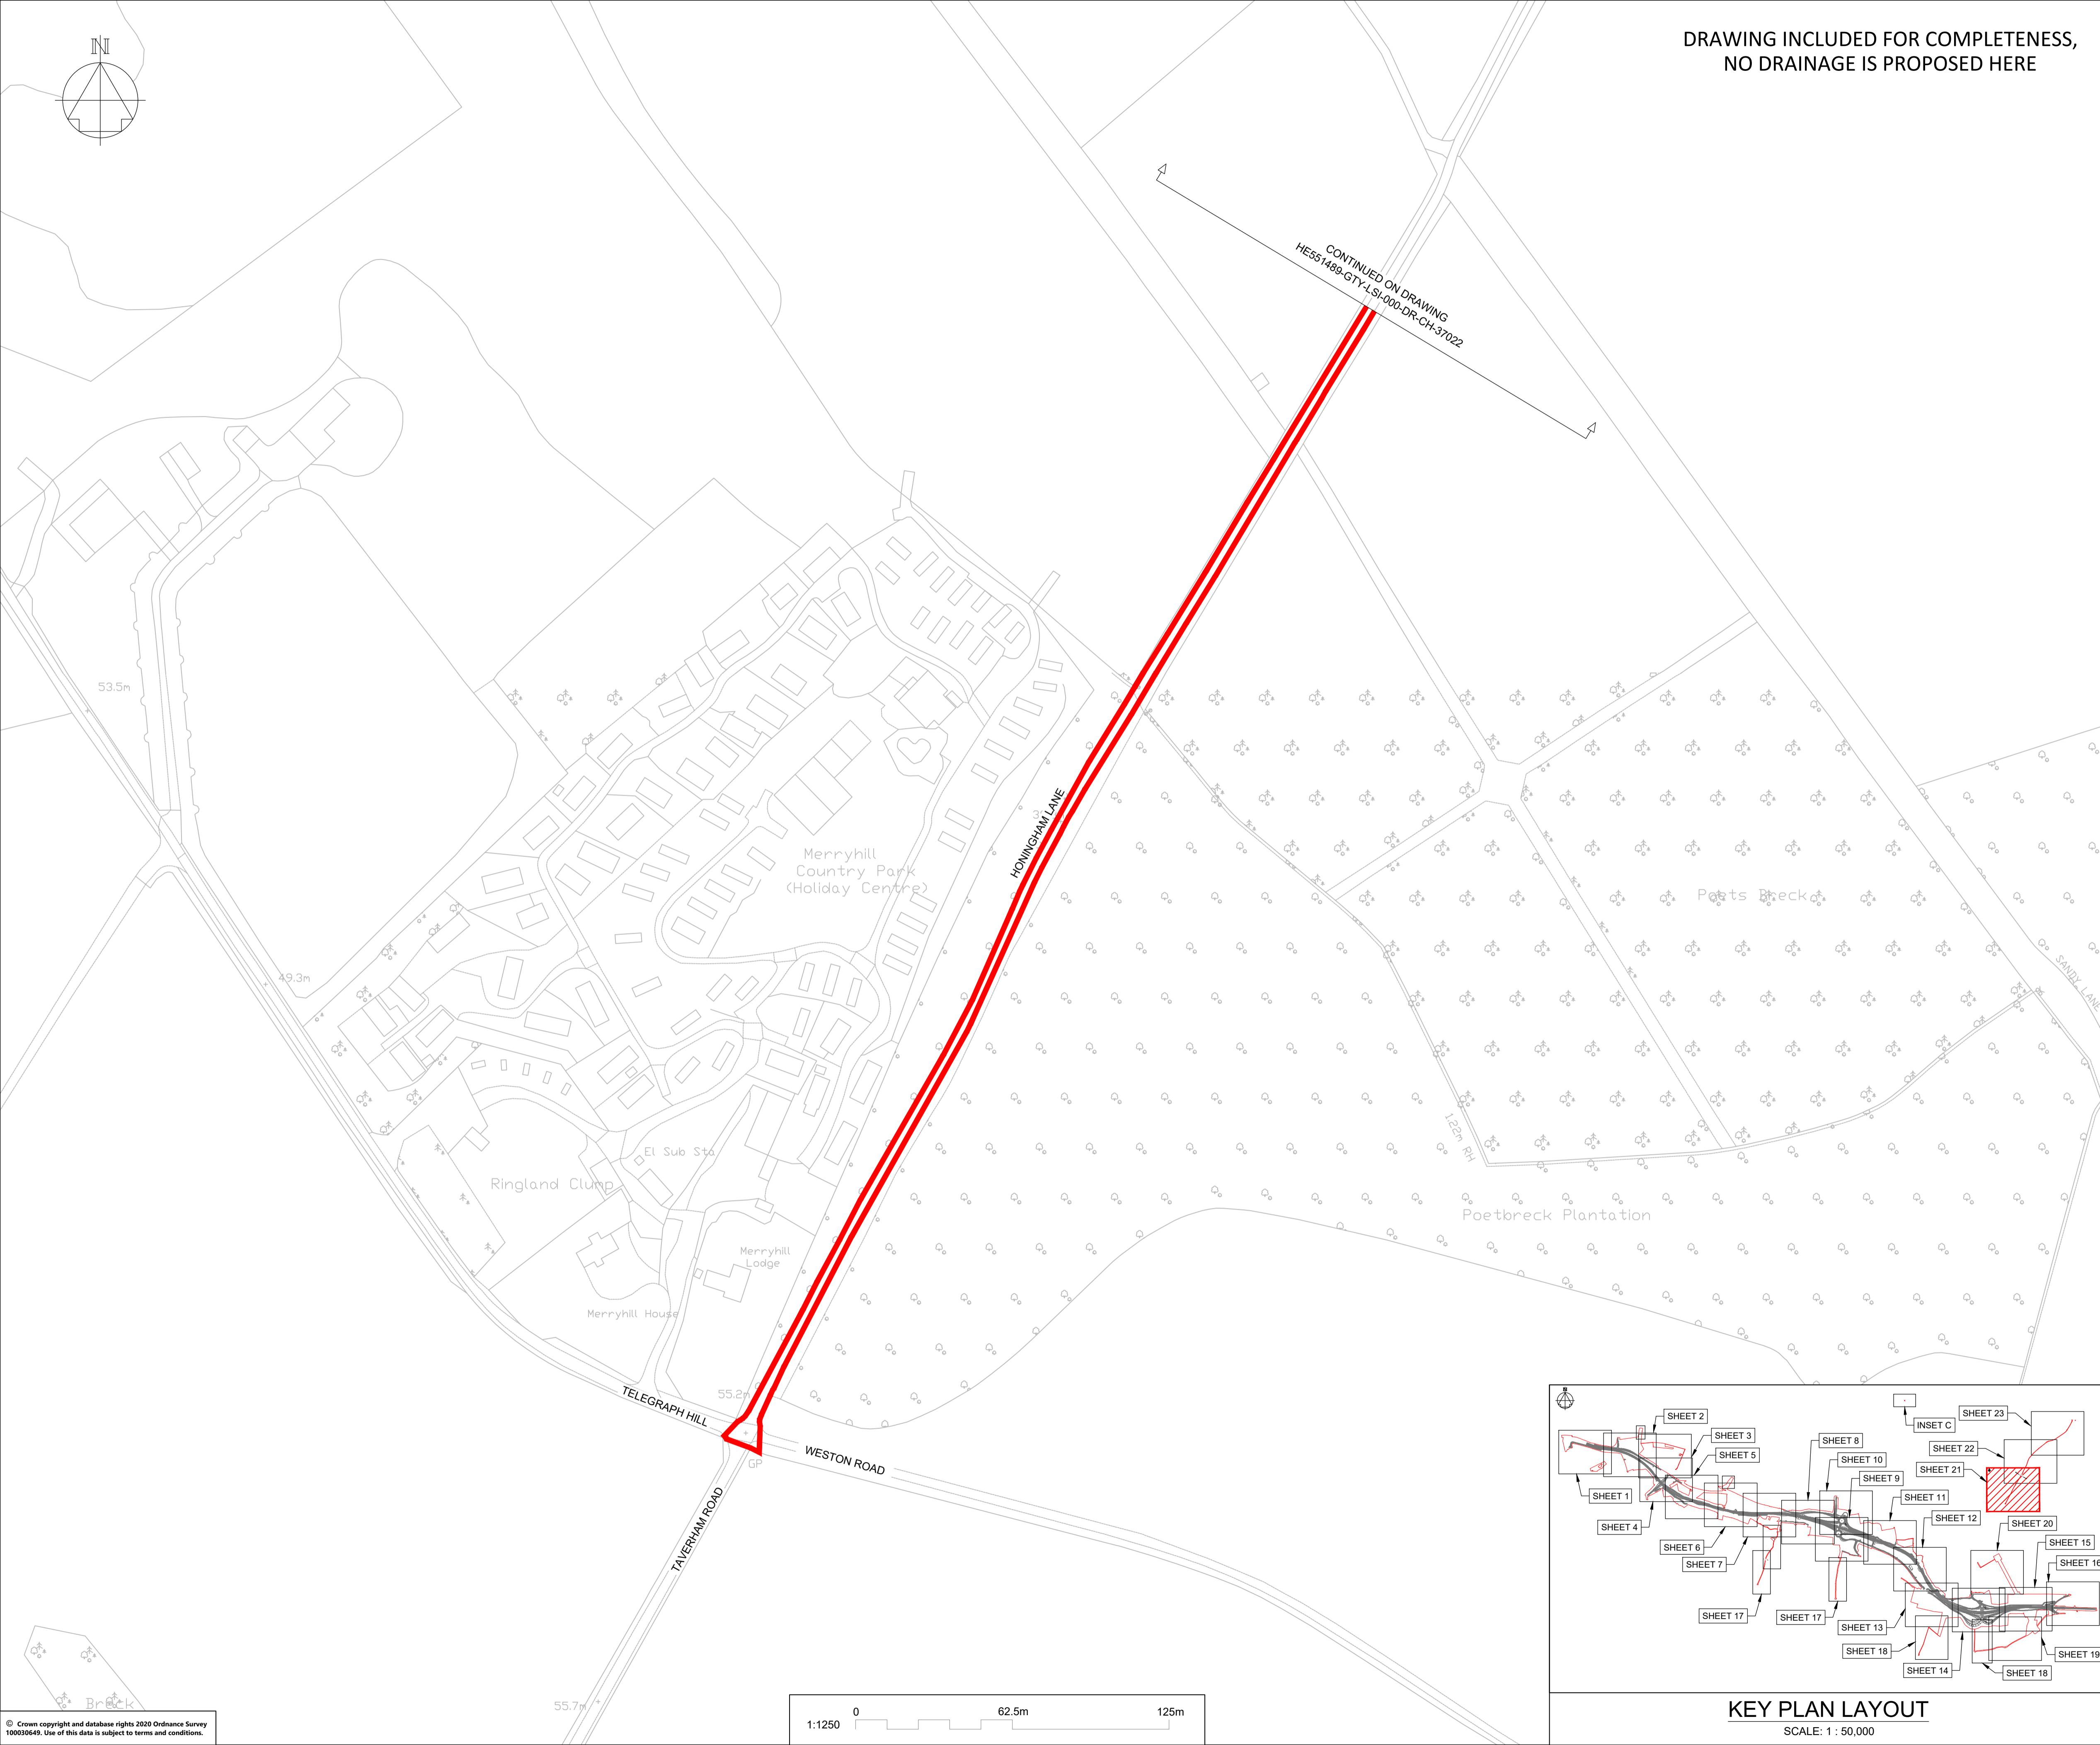 DRAWING INCLUDED FOR COMPLETENESS,
NO DRAINAGE IS PROPOSED HERE
N
CONTINUED ON DRAWING
HE551489-GTY-LSI-000-DR-CH-37022
53.5m
HONINGHAM LANE
Merryhill
Country Park
(Holiday Centre)
Poets Breck
49.3m
SANDY LANE
1.22m RH
El Sub Sta
Ringland Clump
Poetbreck Plantation
Merryhill
Lodge
Merryhill House
55.2m
TELEGRAPH HILL
WESTON ROAD
GP
TAVERHAM ROAD
55.7m
Breck
© Crown copyright and database rights 2020 Ordnance Survey
100030649. Use of this data is subject to terms and conditions.
1:1250
0
62.5m
125m
N
SHEET 2
SHEET 3
SHEET 5
SHEET 1
SHEET 4
SHEET 6
SHEET 7
SHEET 8
SHEET 10
SHEET 9
SHEET 11
SHEET 12
INSET C
SHEET 23
SHEET 22
SHEET 21
SHEET 20
SHEET 15
SHEET 16
SHEET 17
SHEET 17
SHEET 13
SHEET 18
SHEET 14
SHEET 18
SHEET 19
KEY PLAN LAYOUT
SCALE: 1 : 50,000